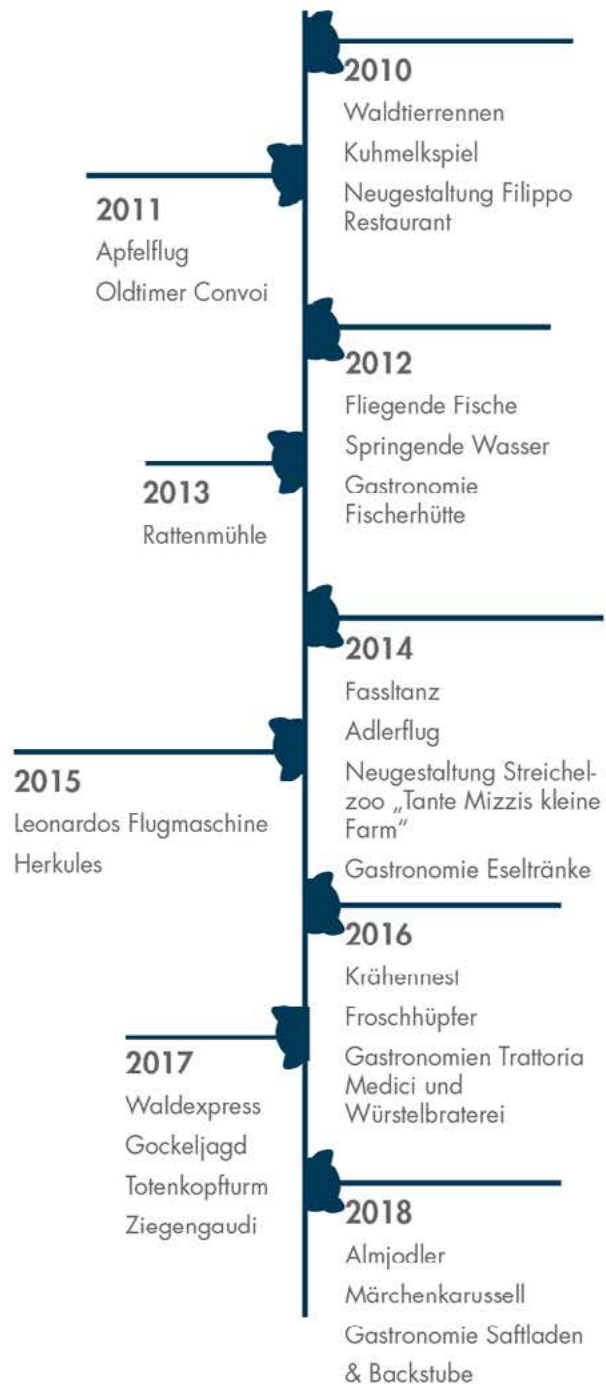 2010
Waldtierrennen
Kuhmelkspiel
Neugestaltung Filippo
Restaurant
2011
Apfelflug
Oldtimer Convoi
2012
Fliegende Fische
Springende Wasser
Gastronomie
Fischerhütte
2013
Rattenmühle
2014
Fassltanz
Adlerflug
Neugestaltung Streichel-
zoo „Tante Mizzis kleine
Farm“
Gastronomie Eseltränke
2015
Leonardos Flugmaschine
Herkules
2016
Krähennest
Froschhüpfer
Gastronomien Trattoria
Medici und
Würstelbraterei
2017
Waldexpress
Gockeljagd
Totenkopfturm
Ziegengaudi
2018
Almjodler
Märchenkarussell
Gastronomie Saftladen
& Backstube